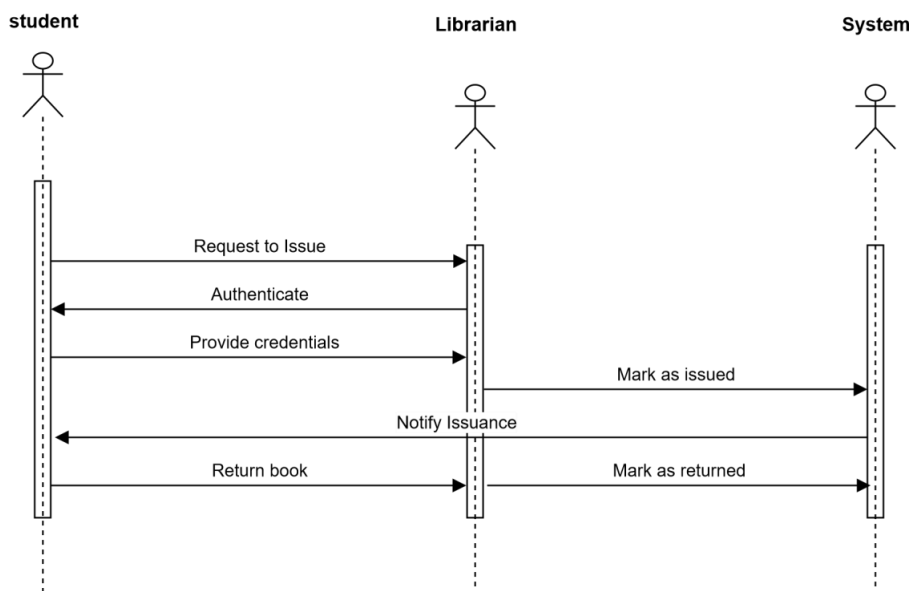 student
Librarian
System
Request to Issue
Authenticate
Provide credentials
Mark as issued
Notify Issuance
Return book
Mark as returned